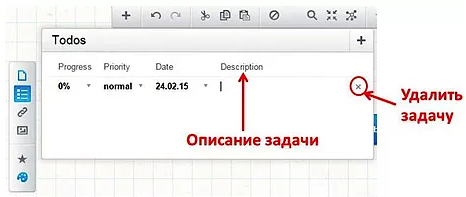 Todos
Progress Priority Date Description
0% normal 24.02.15
Удалить
задачу
Описание задачи